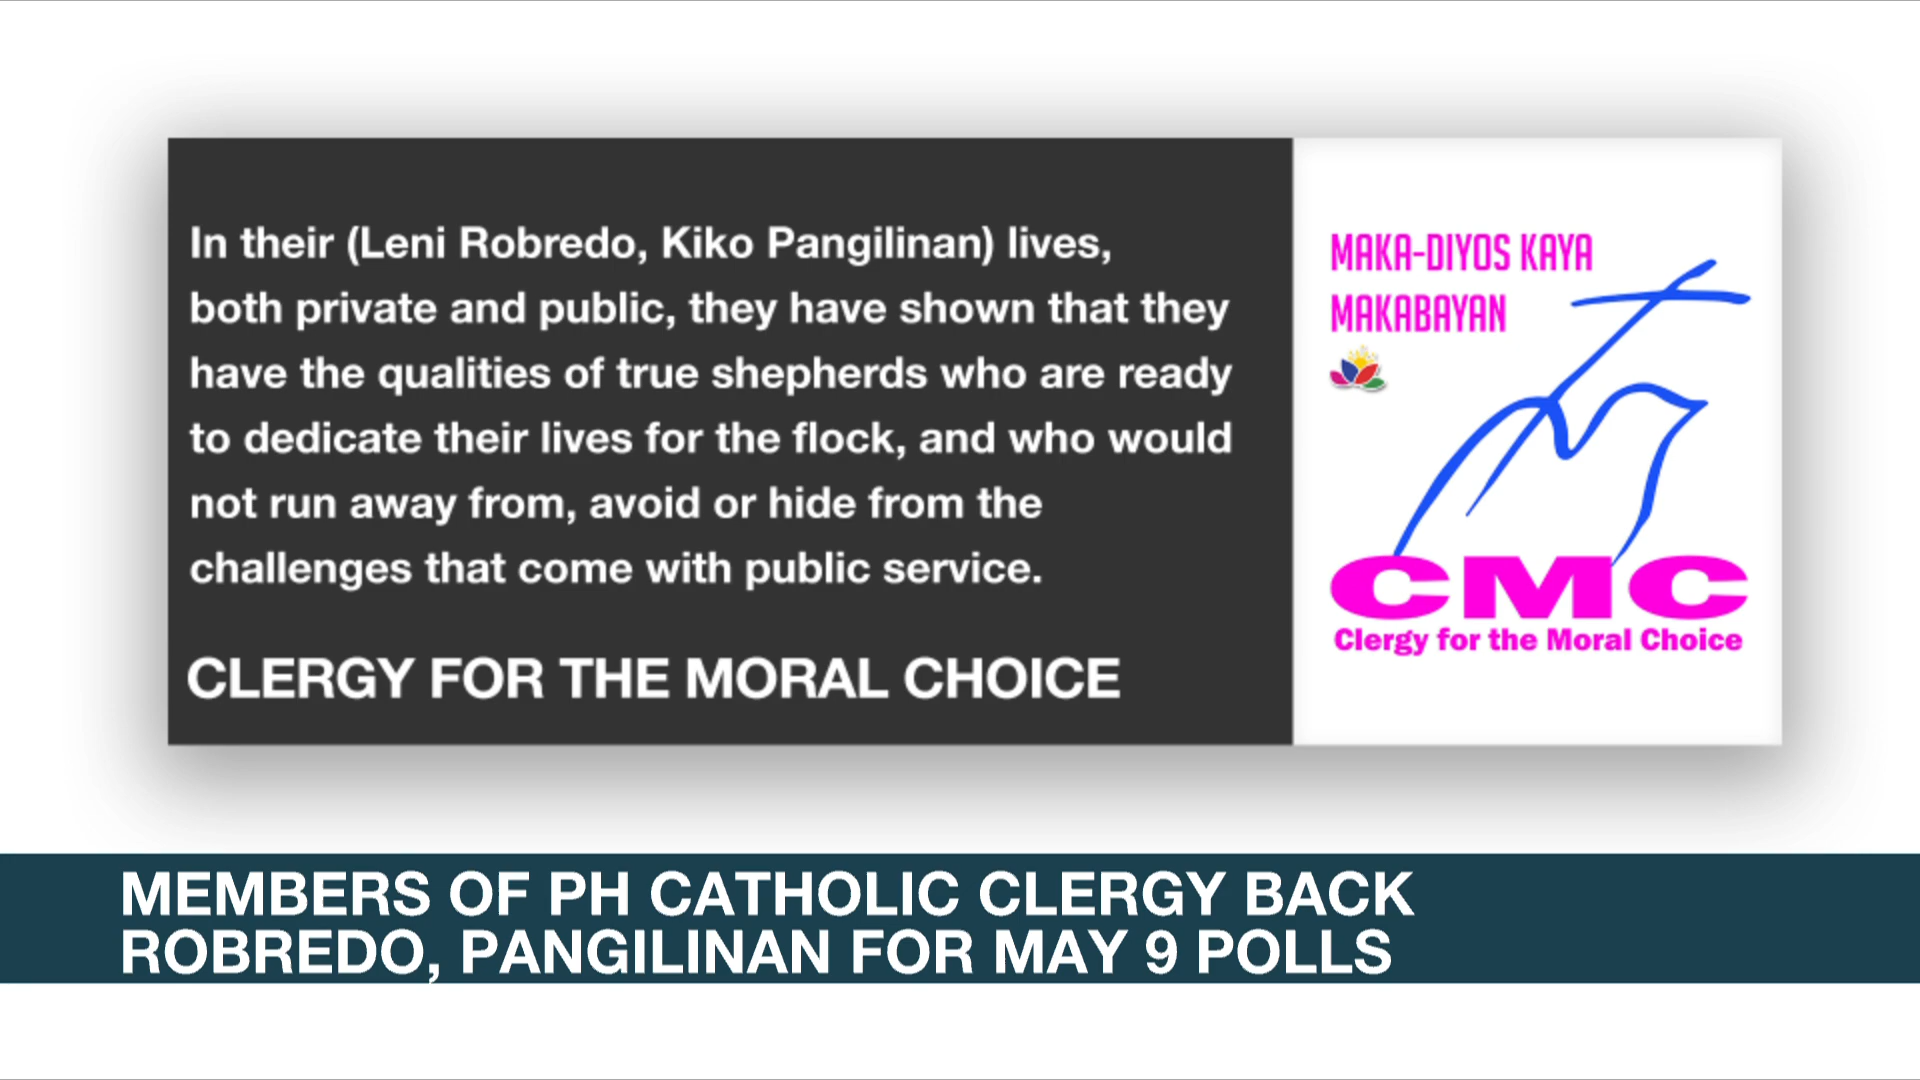 In their (Leni Robredo, Kiko Pangilinan) lives,
both private and public, they have shown that they
have the qualities of true shepherds who are ready
to dedicate their lives for the flock, and who would
not run away from, avoid or hide from the
challenges that come with public service.
CLERGY FOR THE MORAL CHOICE
MAKA-DIYOS KAYA
MAKABAYAN
CMC
Clergy for the Moral Choice
MEMBERS OF PH CATHOLIC CLERGY BACK
ROBREDO, PANGILINAN FOR MAY 9 POLLS